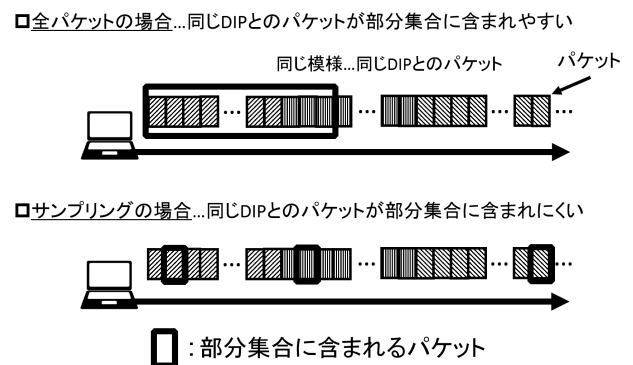 □全パケットの場合...同じDIPとのパケットが部分集合に含まれやすい
同じ模様...同じDIPとのパケット
パケット
... ... ... ...
□サンプリングの場合...同じDIPとのパケットが部分集合に含まれにくい
... ... ... ...
：部分集合に含まれるパケット